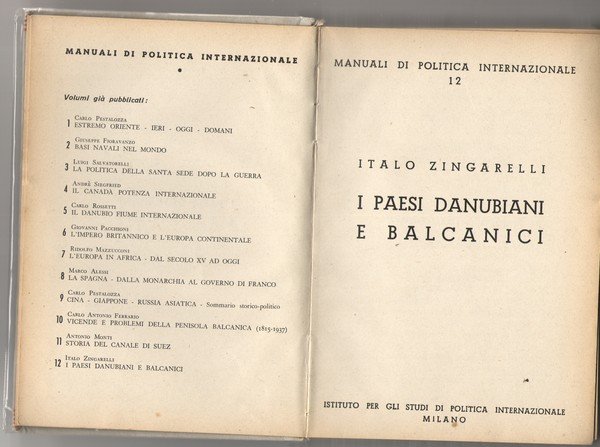 MANUALI DI POLITICA INTERNAZIONALE
Volumi già pubblicati:
1 Carlo Pestalozza
ESTREMO ORIENTE - IERI - OGGI - DOMANI
2 Giuseppe Fioravanzo
BASI NAVALI NEL MONDO
3 Luigi Salvatorelli
LA POLITICA DELLA SANTA SEDE DOPO LA GUERRA
4 André Siegfried
IL CANADÀ POTENZA INTERNAZIONALE
5 Carlo Rossetti
IL DANUBIO FIUME INTERNAZIONALE
6 Giovanni Pacchioni
L'IMPERO BRITANNICO E L'EUROPA CONTINENTALE
7 Ridolfo Mazzucconi
L'EUROPA IN AFRICA - DAL SECOLO XV AD OGGI
8 Marco Alessi
LA SPAGNA - DALLA MONARCHIA AL GOVERNO DI FRANCO
9 Carlo Pestalozza
CINA - GIAPPONE - RUSSIA ASIATICA - Sommario storico-politico
10 Carlo Antonio Ferrario
VICENDE E PROBLEMI DELLA PENISOLA BALCANICA (1815-1937)
11 Antonio Monti
STORIA DEL CANALE DI SUEZ
12 Italo Zingarelli
I PAESI DANUBIANI E BALCANICI
MANUALI DI POLITICA INTERNAZIONALE
12
ITALO ZINGARELLI
I PAESI DANUBIANI
E BALCANICI
ISTITUTO PER GLI STUDI DI POLITICA INTERNAZIONALE
MILANO